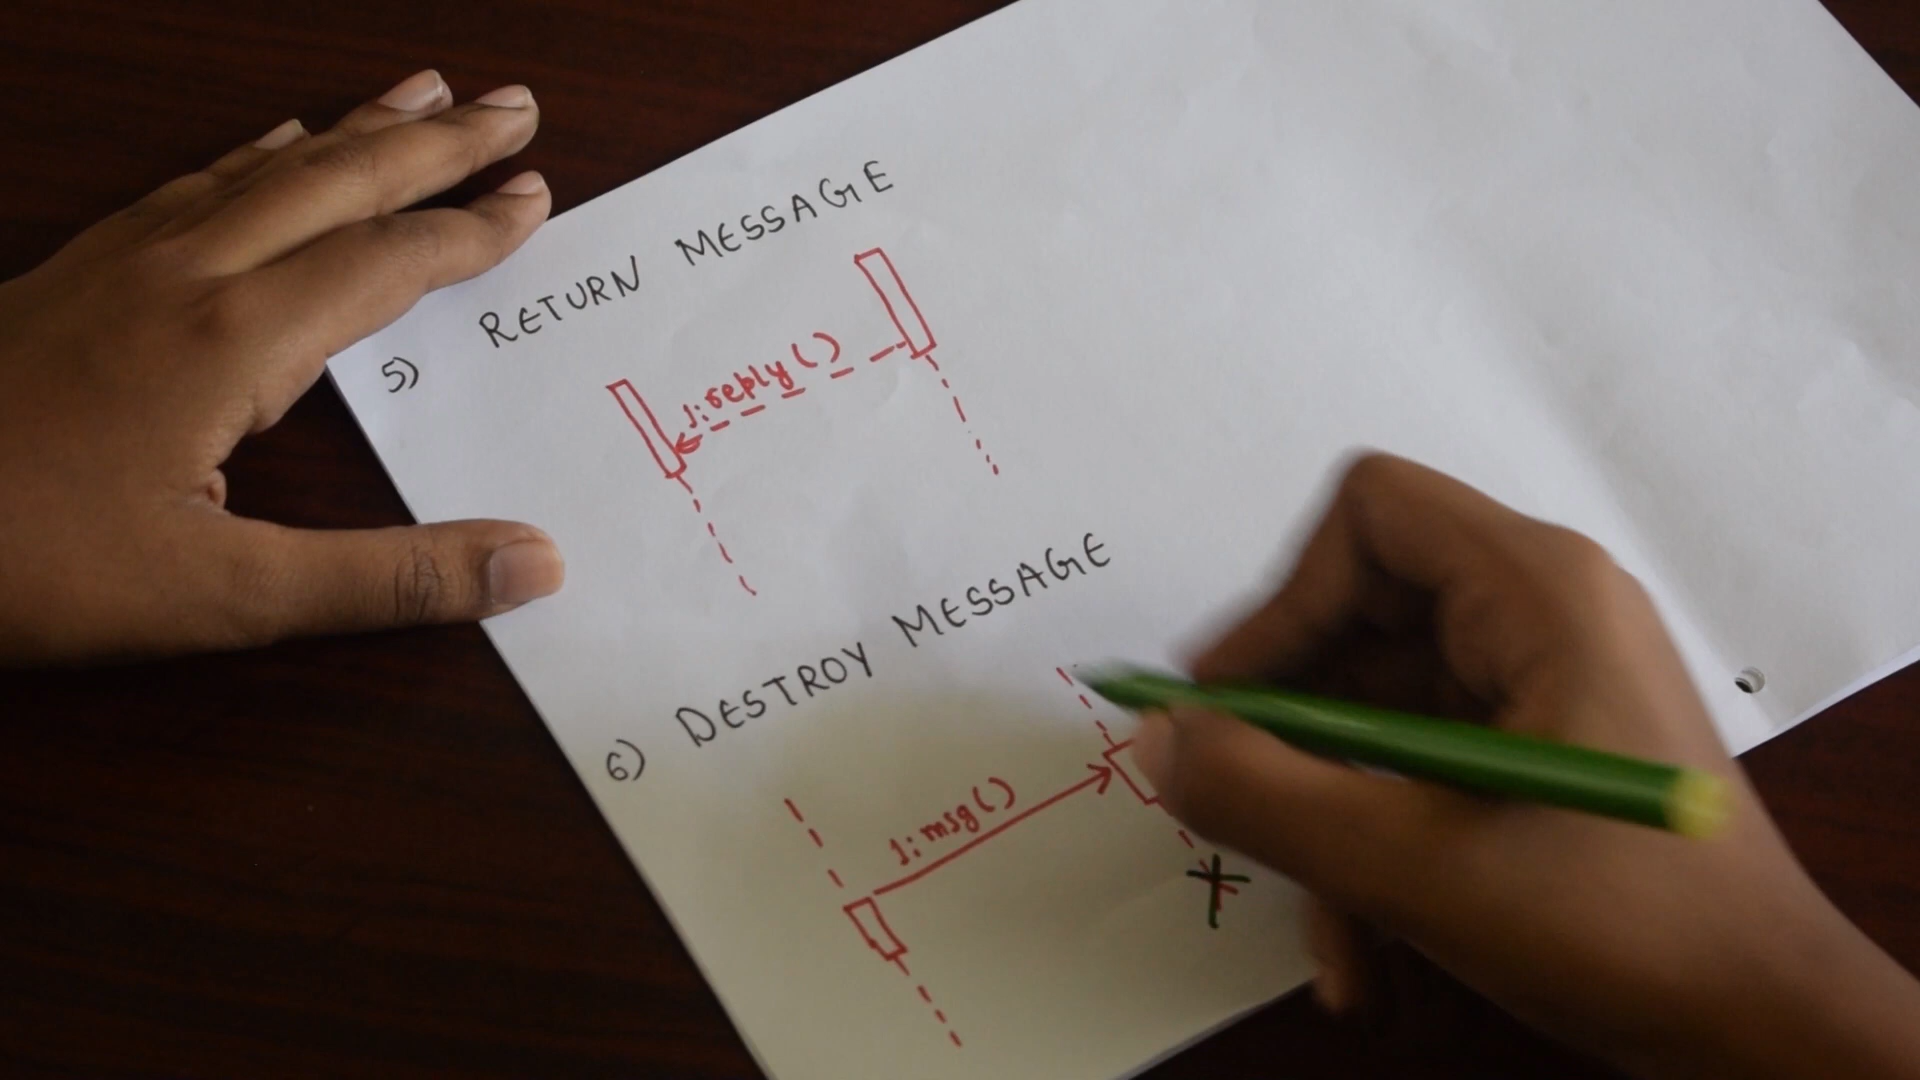 5) RETURN MESSAGE
1:reply()
6) DESTROY MESSAGE
1:msg()